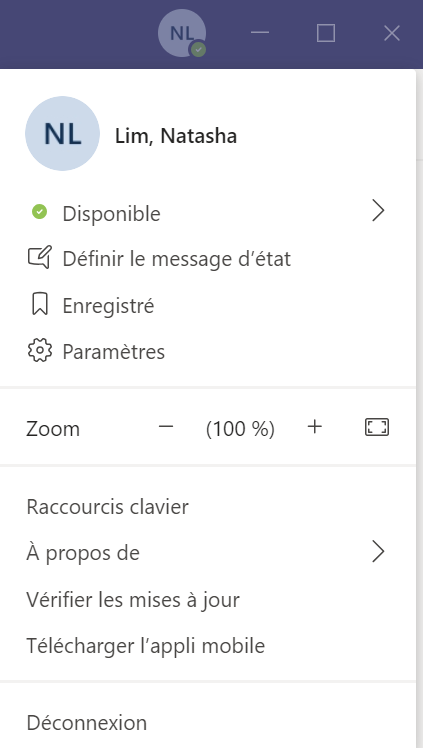 NL
NL
Lim, Natasha
Disponible
Définir le message d’état
Enregistré
Paramètres
Zoom − (100 %) +
Raccourcis clavier
À propos de
Vérifier les mises à jour
Télécharger l’appli mobile
Déconnexion